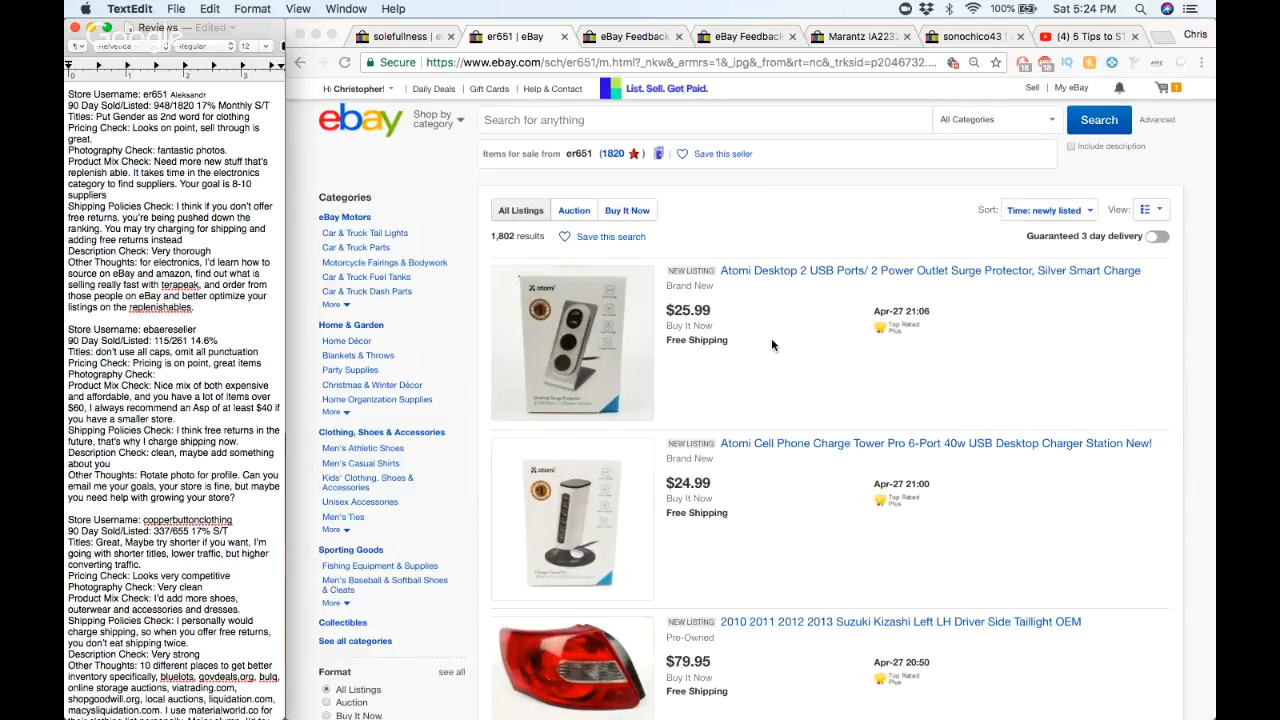 TextEdit File Edit Format View Window Help
100% Sat 5:24 PM
Reviews — Edited
Helvetica Regular 12
0 1 2 3
Store Username: er651 Aleksandr
90 Day Sold/Listed: 948/1820 17% Monthly S/T
Titles: Put Gender as 2nd word for clothing
Pricing Check: Looks on point, sell through is
great.
Photography Check: fantastic photos.
Product Mix Check: Need more new stuff that's
replenish able. It takes time in the electronics
category to find suppliers. Your goal is 8-10
suppliers
Shipping Policies Check: I think if you don't offer
free returns, you're being pushed down the
ranking. You may try charging for shipping and
adding free returns instead
Description Check: Very thorough
Other Thoughts: for electronics, I'd learn how to
source on eBay and amazon, find out what is
selling really fast with terapeak, and order from
those people on eBay and better optimize your
listings on the replenishables.
Store Username: ebaereseller
90 Day Sold/Listed: 115/261 14.6%
Titles: don't use all caps, omit all punctuation
Pricing Check: Pricing is on point, great items
Photography Check:
Product Mix Check: Nice mix of both expensive
and affordable, and you have a lot of items over
$60, I always recommend an Asp of at least $40 if
you have a smaller store.
Shipping Policies Check: I think free returns in the
future, that's why I charge shipping now.
Description Check: clean, maybe add something
about you
Other Thoughts: Rotate photo for profile. Can you
email me your goals, your store is fine, but maybe
you need help with growing your store?
Store Username: copperbuttonclothing
90 Day Sold/Listed: 337/655 17% S/T
Titles: Great, Maybe try shorter if you want, I'm
going with shorter titles, lower traffic, but higher
converting traffic.
Pricing Check: Looks very competitive
Photography Check: Very clean
Product Mix Check: I'd add more shoes,
outerwear and accessories and dresses.
Shipping Policies Check: I personally would
charge shipping, so when you offer free returns,
you don't eat shipping twice.
Description Check: Very strong
Other Thoughts: 10 different places to get better
inventory specifically, bluelots, govdeals.org, bulq,
online storage auctions, viatrading.com,
shopgoodwill.org, local auctions, liquidation.com,
macysliquidation.com. I use materialworld.co for
solefullness | e
er651 | eBay
eBay Feedback
eBay Feedback
Marantz IA223
sonochico43 |
(4) 5 Tips to ST
Chris
Secure https://www.ebay.com/sch/er651/m.html?_nkw&_armrs=1&_ipg&_from&rt=nc&_trksid=p2046732....
Hi Christopher! Daily Deals Gift Cards Help & Contact List. Sell. Get Paid. Sell My eBay 1
ebay Shop by category Search for anything All Categories Search Advanced
Items for sale from er651 (1820) Save this seller Include description
Categories
eBay Motors
Car & Truck Tail Lights
Car & Truck Parts
Motorcycle Fairings & Bodywork
Car & Truck Fuel Tanks
Car & Truck Dash Parts
More
Home & Garden
Home Décor
Blankets & Throws
Party Supplies
Christmas & Winter Décor
Home Organization Supplies
More
Clothing, Shoes & Accessories
Men's Athletic Shoes
Men's Casual Shirts
Kids' Clothing, Shoes &
Accessories
Unisex Accessories
Men's Ties
More
Sporting Goods
Fishing Equipment & Supplies
Men's Baseball & Softball Shoes
& Cleats
More
Collectibles
See all categories
Format see all
All Listings
Auction
Buy It Now
All Listings Auction Buy It Now
Sort: Time: newly listed View:
1,802 results Save this search
Guaranteed 3 day delivery
atomi
NEW LISTING Atomi Desktop 2 USB Ports/ 2 Power Outlet Surge Protector, Silver Smart Charge
Brand New
$25.99 Apr-27 21:06
Buy It Now Top Rated Plus
Free Shipping
atomi
NEW LISTING Atomi Cell Phone Charge Tower Pro 6-Port 40w USB Desktop Charger Station New!
Brand New
$24.99 Apr-27 21:00
Buy It Now Top Rated Plus
Free Shipping
NEW LISTING 2010 2011 2012 2013 Suzuki Kizashi Left LH Driver Side Taillight OEM
Pre-Owned
$79.95 Apr-27 20:50
Buy It Now Top Rated Plus
Free Shipping